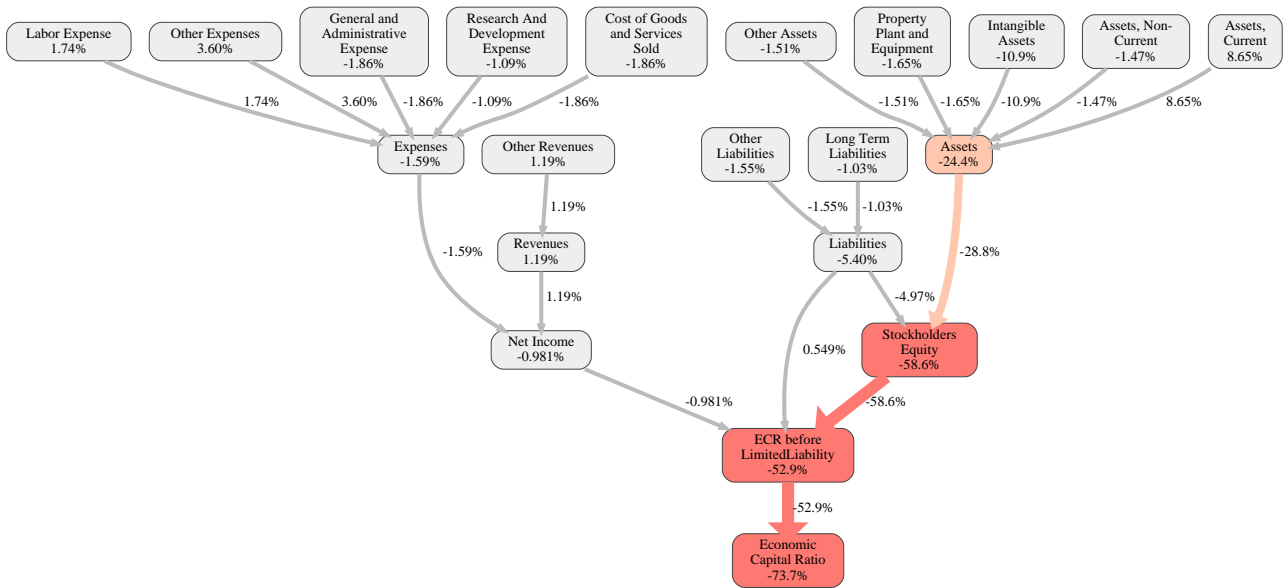 Labor Expense
1.74%
Other Expenses
3.60%
General and
Administrative
Expense
-1.86%
Research And
Development
Expense
-1.09%
Cost of Goods
and Services
Sold
-1.86%
Other Assets
-1.51%
Property
Plant and
Equipment
-1.65%
Intangible
Assets
-10.9%
Assets, Non-
Current
-1.47%
Assets,
Current
8.65%
1.74%
3.60%
-1.86%
-1.09%
-1.86%
-1.51%
-1.65%
-10.9%
-1.47%
8.65%
Expenses
-1.59%
Other Revenues
1.19%
Other
Liabilities
-1.55%
Long Term
Liabilities
-1.03%
Assets
-24.4%
1.19%
-1.55%
-1.03%
-1.59%
Revenues
1.19%
Liabilities
-5.40%
-28.8%
1.19%
-4.97%
Net Income
-0.981%
0.549%
Stockholders
Equity
-58.6%
-0.981%
-58.6%
ECR before
LimitedLiability
-52.9%
-52.9%
Economic
Capital Ratio
-73.7%